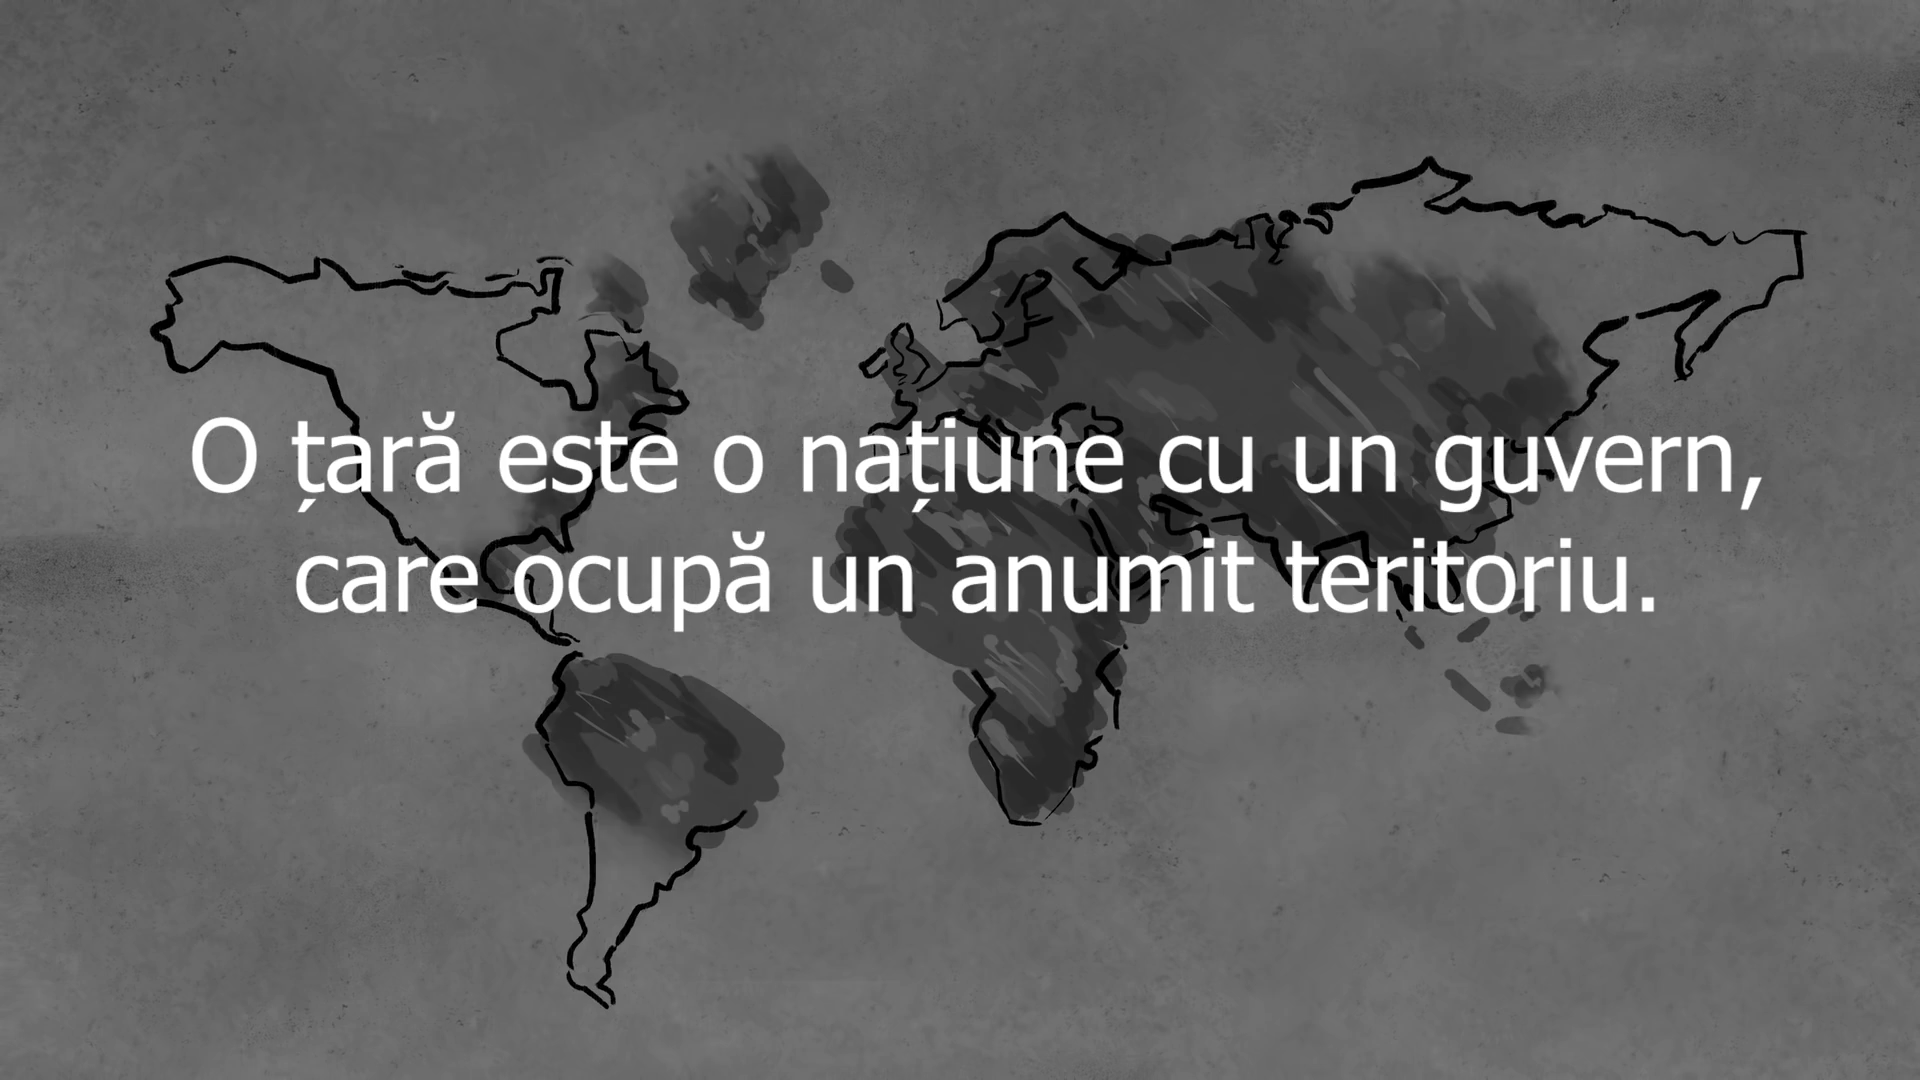 O țară este o națiune cu un guvern,
care ocupă un anumit teritoriu.